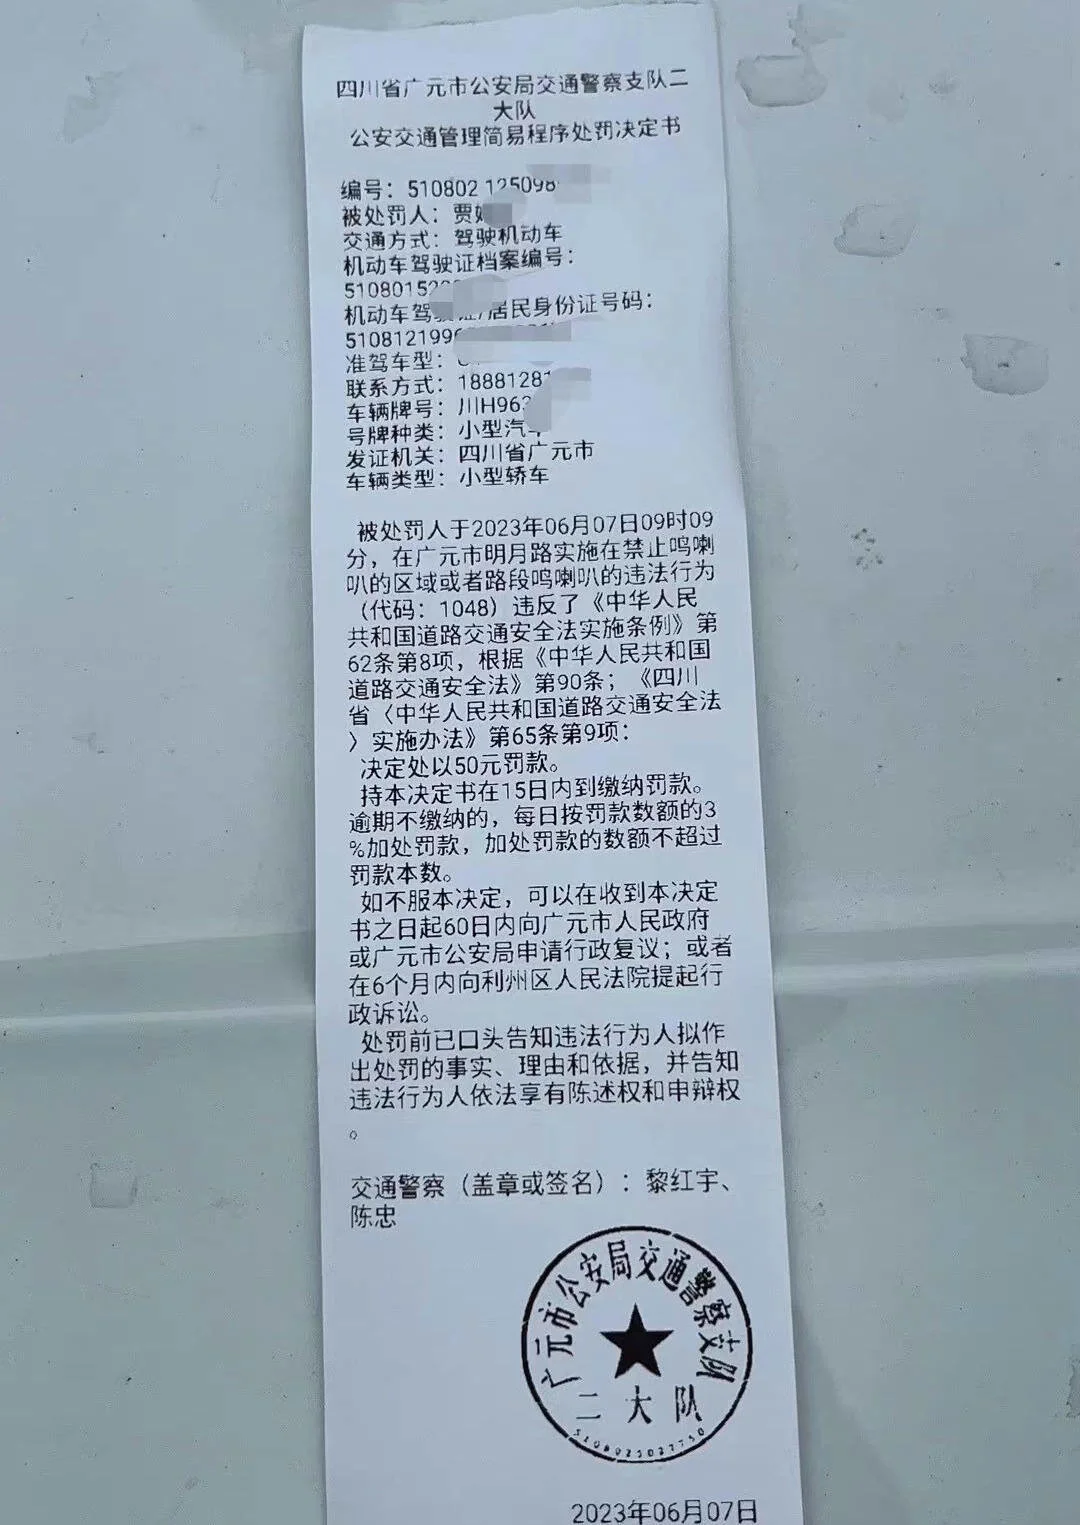 四川省广元市公安局交通警察支队二
大队
公安交通管理简易程序处罚决定书
编号：510802 125098
被处罚人：贾
交通方式：驾驶机动车
机动车驾驶证档案编号：
51080152
机动车驾驶证/居民身份证号码：
5108121996
准驾车型：
联系方式：18881281
车辆牌号：川H963
号牌种类：小型汽车
发证机关：四川省广元市
车辆类型：小型轿车
被处罚人于2023年06月07日09时09
分，在广元市明月路实施在禁止鸣喇
叭的区域或者路段鸣喇叭的违法行为
（代码：1048）违反了《中华人民
共和国道路交通安全法实施条例》第
62条第8项，根据《中华人民共和国
道路交通安全法》第90条；《四川
省〈中华人民共和国道路交通安全法
〉实施办法》第65条第9项：
决定处以50元罚款。
持本决定书在15日内到缴纳罚款。
逾期不缴纳的，每日按罚款数额的3
%加处罚款，加处罚款的数额不超过
罚款本数。
如不服本决定，可以在收到本决定
书之日起60日内向广元市人民政府
或广元市公安局申请行政复议；或者
在6个月内向利州区人民法院提起行
政诉讼。
处罚前已口头告知违法行为人拟作
出处罚的事实、理由和依据，并告知
违法行为人依法享有陈述权和申辩权
。
交通警察（盖章或签名）：黎红宇、
陈忠
广元市公安局交通警察支队
二大队
5108025027750
2023年06月07日